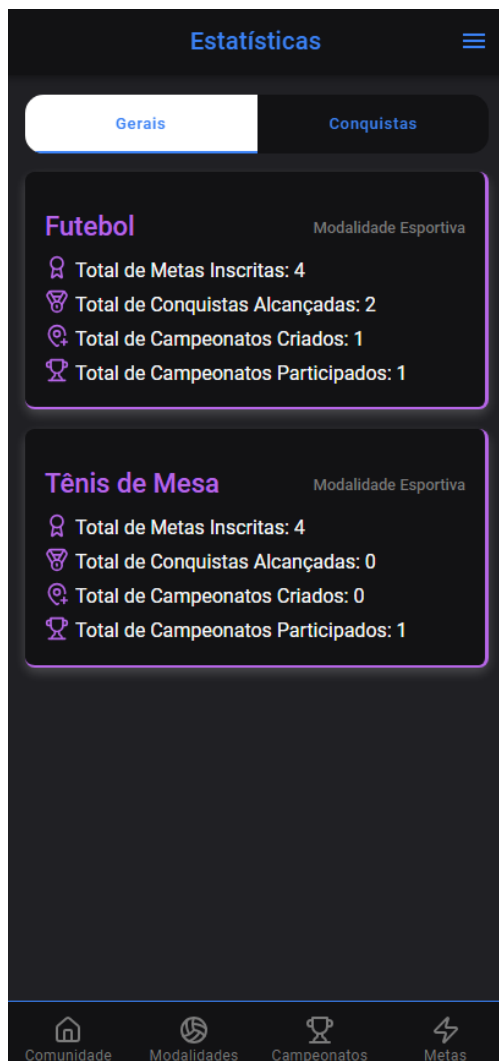 Estatísticas
Gerais Conquistas
Futebol Modalidade Esportiva
Total de Metas Inscritas: 4
Total de Conquistas Alcançadas: 2
Total de Campeonatos Criados: 1
Total de Campeonatos Participados: 1
Tênis de Mesa Modalidade Esportiva
Total de Metas Inscritas: 4
Total de Conquistas Alcançadas: 0
Total de Campeonatos Criados: 0
Total de Campeonatos Participados: 1
Comunidade Modalidades Campeonatos Metas